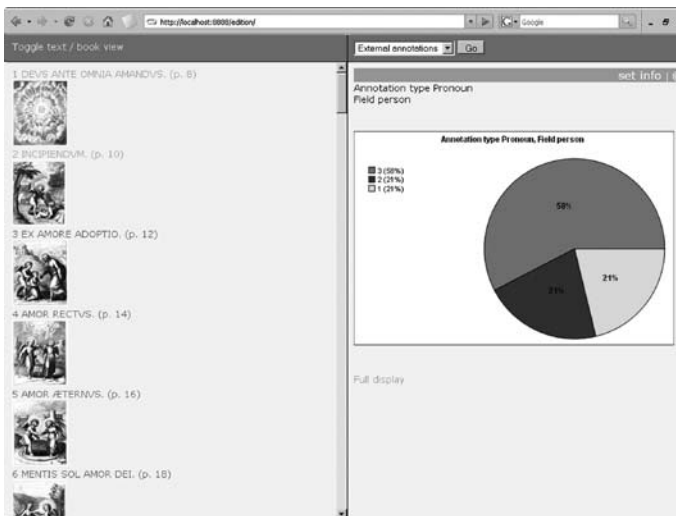 http://localhost:8080/edition/
Google
Toggle text / book view
External annotations
Go
1 DEVS ANTE OMNIA AMANDVS. (p. 8)
2 INCIPIENDVM. (p. 10)
3 EX AMORE ADOPTIO. (p. 12)
4 AMOR RECTVS. (p. 14)
5 AMOR ÆTERNVS. (p. 16)
6 MENTIS SOL AMOR DEI. (p. 18)
set info |
Annotation type Pronoun
Field person
Annotation type Pronoun, Field person
3 (58%)
2 (21%)
1 (21%)
58%
21%
21%
Full display